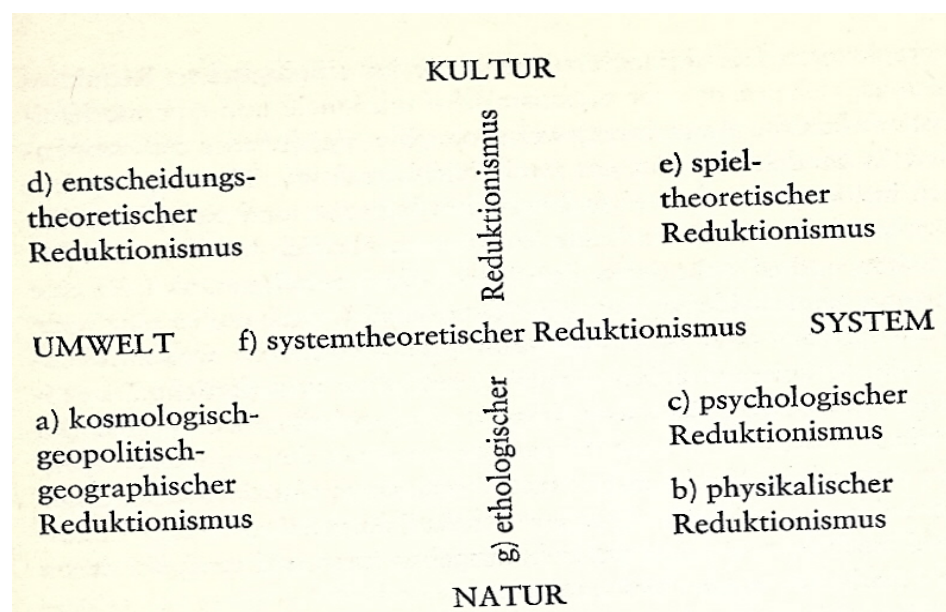 KULTUR
d) entscheidungs-
theoretischer
Reduktionismus
e) spiel-
theoretischer
Reduktionismus
UMWELT
f) systemtheoretischer Reduktionismus
SYSTEM
g) ethologischer Reduktionismus
a) kosmologisch-
geopolitisch-
geographischer
Reduktionismus
c) psychologischer
Reduktionismus
b) physikalischer
Reduktionismus
NATUR